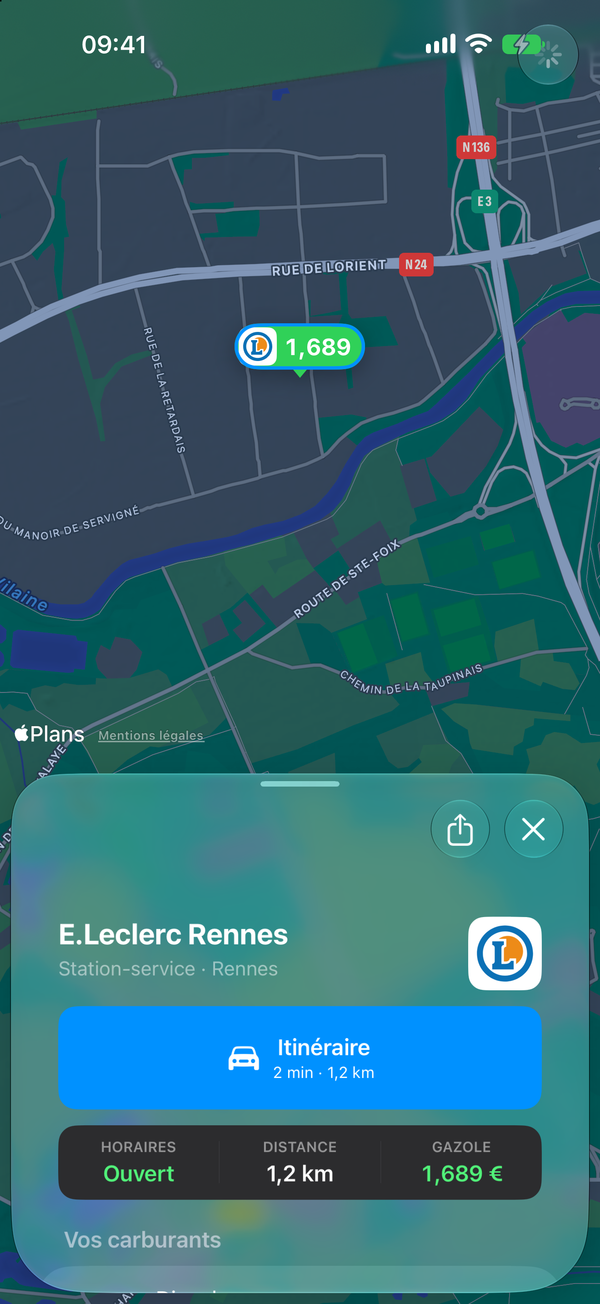 09:41
N136
E3
RUE DE LORIENT
N24
L 1,689
RUE DE LA RETARDAIS
DU MANOIR DE SERVIGNÉ
ROUTE DE STE-FOIX
Vilaine
CHEMIN DE LA TAUPINAIS
Plans Mentions légales
E.Leclerc Rennes
Station-service · Rennes
L
Itinéraire
2 min · 1,2 km
HORAIRES DISTANCE GAZOLE
Ouvert 1,2 km 1,689 €
Vos carburants